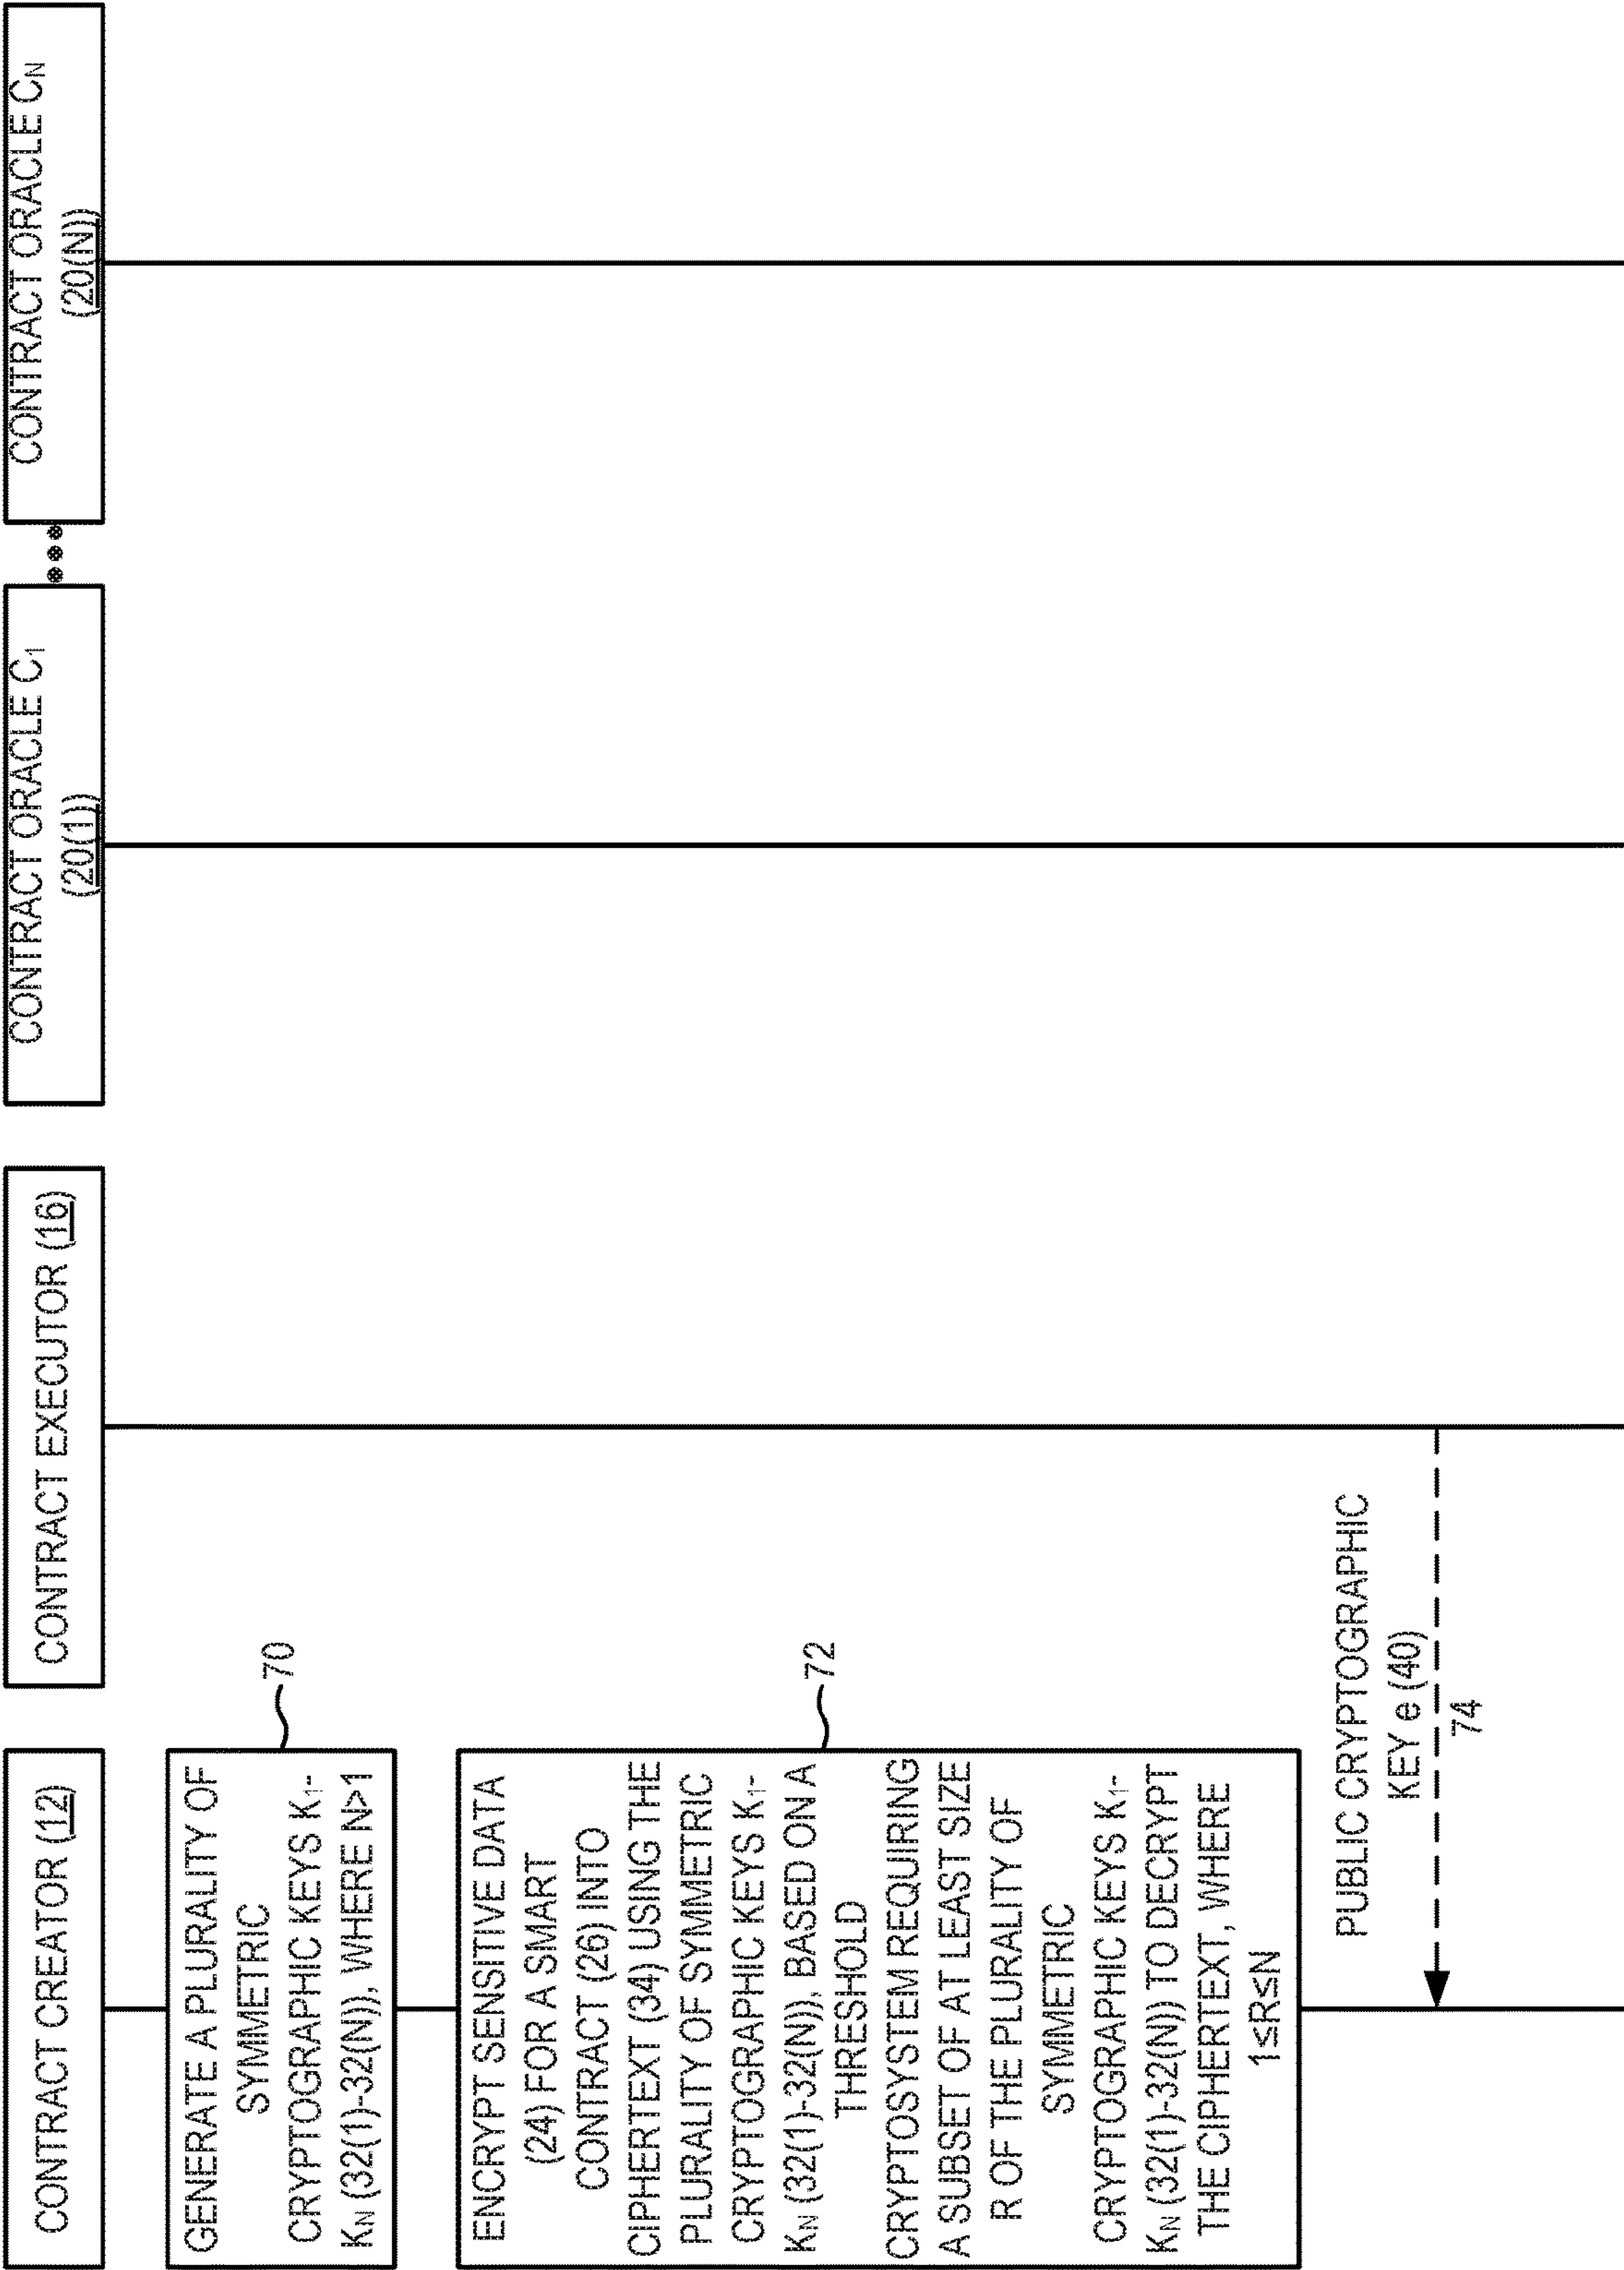 CONTRACT CREATOR (12)
CONTRACT EXECUTOR (16)
CONTRACT ORACLE C₁
(20(1))
CONTRACT ORACLE Cɴ
(20(N))
GENERATE A PLURALITY OF
SYMMETRIC
CRYPTOGRAPHIC KEYS K₁-
Kɴ (32(1)-32(N)), WHERE N>1
70
ENCRYPT SENSITIVE DATA
(24) FOR A SMART
CONTRACT (26) INTO
CIPHERTEXT (34) USING THE
PLURALITY OF SYMMETRIC
CRYPTOGRAPHIC KEYS K₁-
Kɴ (32(1)-32(N)), BASED ON A
THRESHOLD
CRYPTOSYSTEM REQUIRING
A SUBSET OF AT LEAST SIZE
R OF THE PLURALITY OF
SYMMETRIC
CRYPTOGRAPHIC KEYS K₁-
Kɴ (32(1)-32(N)) TO DECRYPT
THE CIPHERTEXT, WHERE
1≤R≤N
72
PUBLIC CRYPTOGRAPHIC
KEY e (40)
74